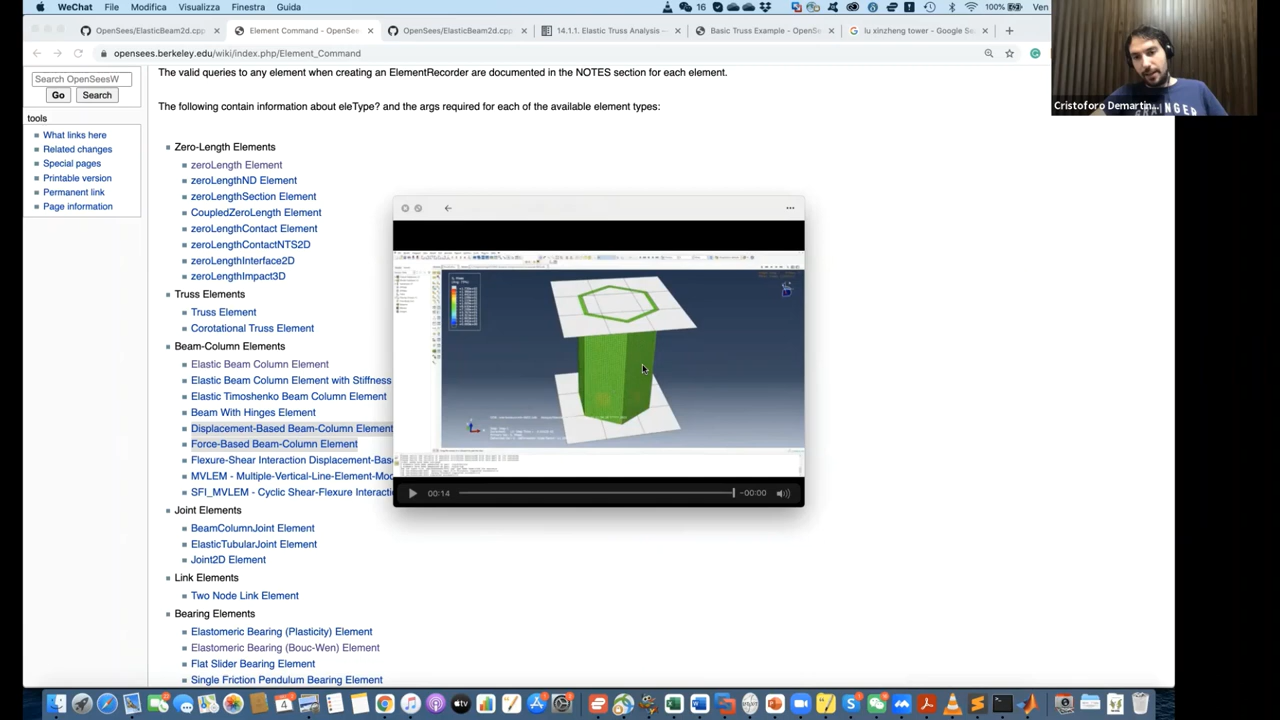 WeChat File Modifica Visualizza Finestra Guida
16
100%
Ven
OpenSees/ElasticBeam2d.cpp
Element Command - OpenSe
OpenSees/ElasticBeam2d.cpp
14.1.1. Elastic Truss Analysis —
Basic Truss Example - OpenSe
lu xinzheng tower - Google Se
opensees.berkeley.edu/wiki/index.php/Element_Command
Cristoforo Demartin...
GRAINGER
Search OpenSeesW
Go Search
tools
What links here
Related changes
Special pages
Printable version
Permanent link
Page information
The valid queries to any element when creating an ElementRecorder are documented in the NOTES section for each element.
The following contain information about eleType? and the args required for each of the available element types:
Zero-Length Elements
zeroLength Element
zeroLengthND Element
zeroLengthSection Element
CoupledZeroLength Element
zeroLengthContact Element
zeroLengthContactNTS2D
zeroLengthInterface2D
zeroLengthImpact3D
Truss Elements
Truss Element
Corotational Truss Element
Beam-Column Elements
Elastic Beam Column Element
Elastic Beam Column Element with Stiffness
Elastic Timoshenko Beam Column Element
Beam With Hinges Element
Displacement-Based Beam-Column Element
Force-Based Beam-Column Element
Flexure-Shear Interaction Displacement-Bas
MVLEM - Multiple-Vertical-Line-Element-Mod
SFI_MVLEM - Cyclic Shear-Flexure Interacti
Joint Elements
BeamColumnJoint Element
ElasticTubularJoint Element
Joint2D Element
Link Elements
Two Node Link Element
Bearing Elements
Elastomeric Bearing (Plasticity) Element
Elastomeric Bearing (Bouc-Wen) Element
Flat Slider Bearing Element
Single Friction Pendulum Bearing Element
00:14
−00:00